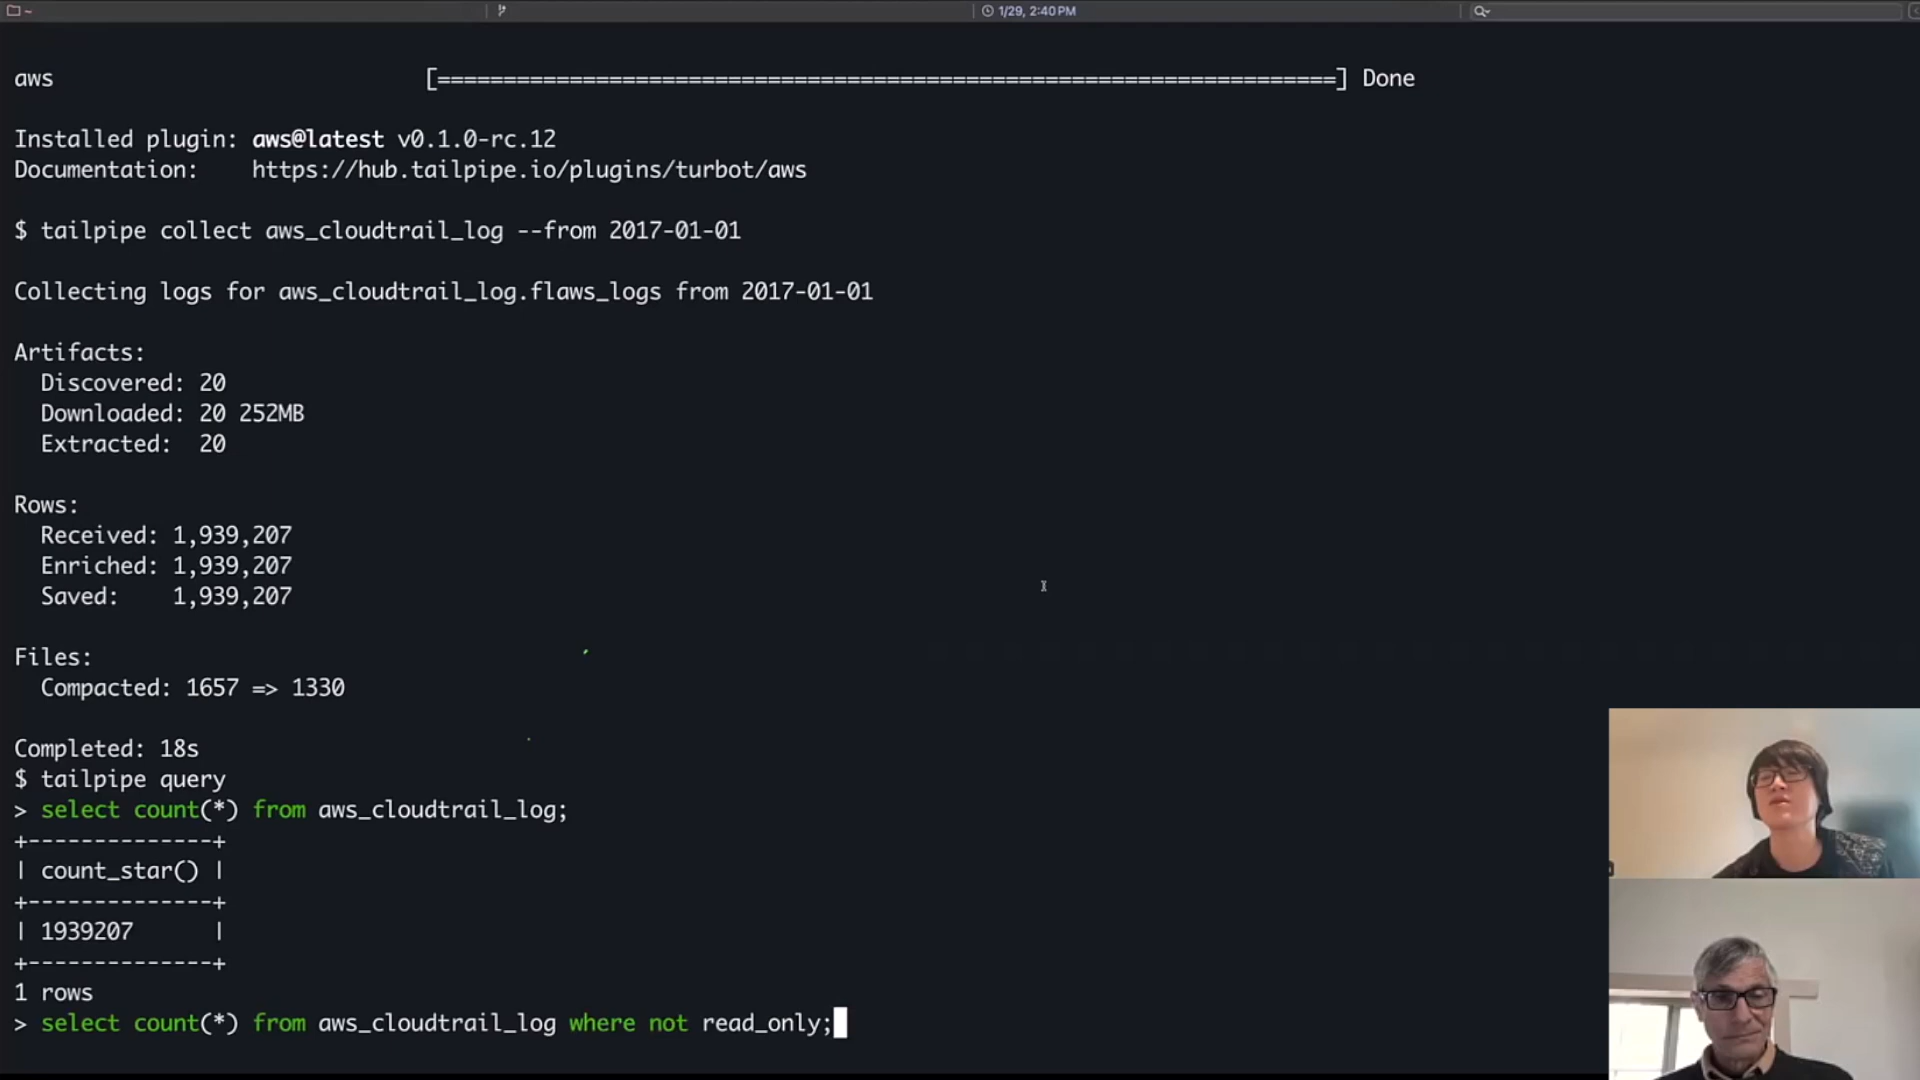 ~
1/29, 2:40 PM
aws [====================================================================] Done
Installed plugin: aws@latest v0.1.0-rc.12
Documentation: https://hub.tailpipe.io/plugins/turbot/aws
$ tailpipe collect aws_cloudtrail_log --from 2017-01-01
Collecting logs for aws_cloudtrail_log.flaws_logs from 2017-01-01
Artifacts:
Discovered: 20
Downloaded: 20 252MB
Extracted: 20
Rows:
Received: 1,939,207
Enriched: 1,939,207
Saved: 1,939,207
Files:
Compacted: 1657 => 1330
Completed: 18s
$ tailpipe query
> select count(*) from aws_cloudtrail_log;
+--------------+
| count_star() |
+--------------+
| 1939207      |
+--------------+
1 rows
> select count(*) from aws_cloudtrail_log where not read_only;